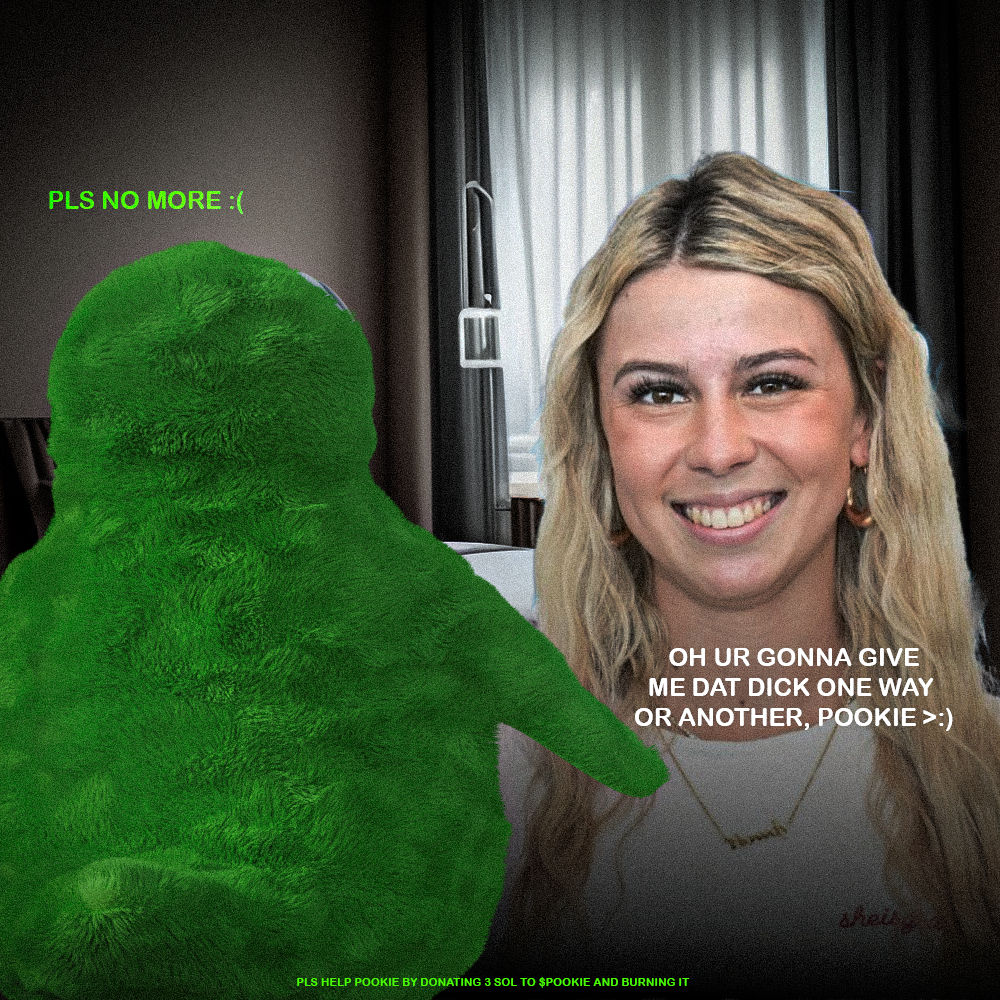 PLS NO MORE :(
OH UR GONNA GIVE
ME DAT DICK ONE WAY
OR ANOTHER, POOKIE >:)
PLS HELP POOKIE BY DONATING 3 SOL TO $POOKIE AND BURNING IT